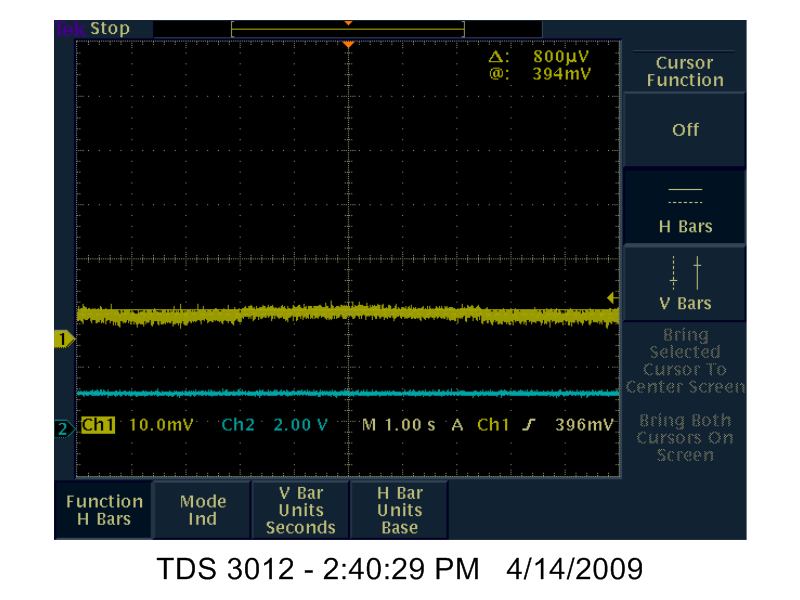 Tek Stop
Δ: 800μV
@: 394mV
Cursor
Function
Off
H Bars
V Bars
Bring
Selected
Cursor To
Center Screen
Bring Both
Cursors On
Screen
1
2
Ch1 10.0mV Ch2 2.00 V M 1.00 s A Ch1 396mV
Function
H Bars
Mode
Ind
V Bar
Units
Seconds
H Bar
Units
Base
TDS 3012 - 2:40:29 PM 4/14/2009